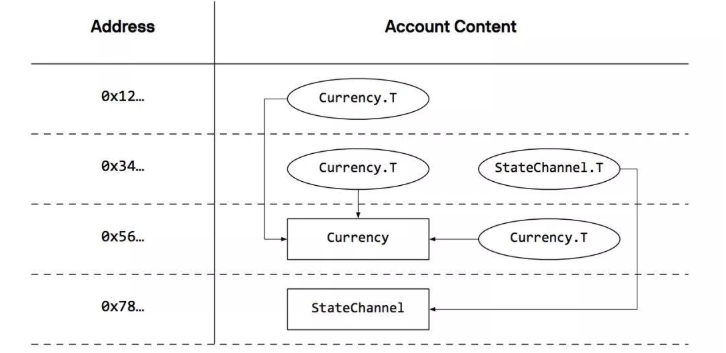 Address Account Content
0x12… Currency.T
0x34… Currency.T StateChannel.T
0x56… Currency Currency.T
0x78… StateChannel